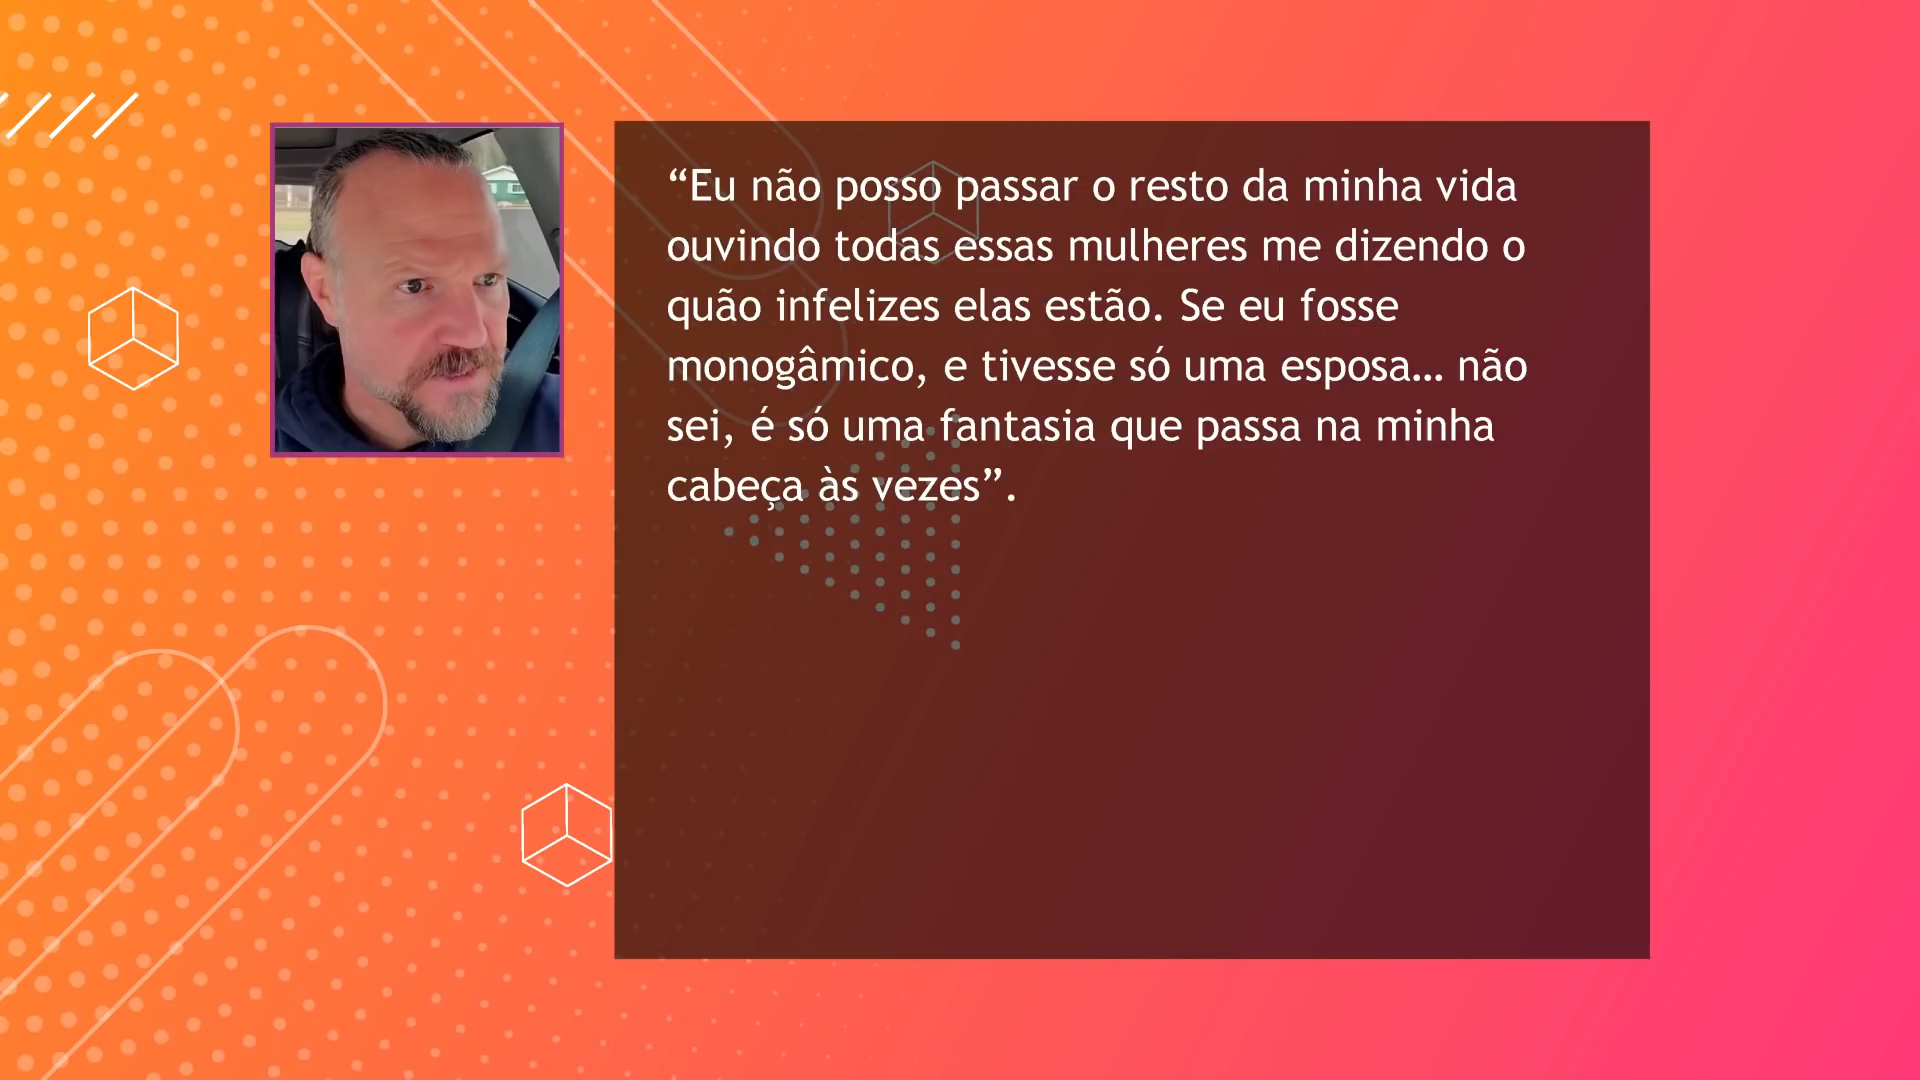 “Eu não posso passar o resto da minha vida
ouvindo todas essas mulheres me dizendo o
quão infelizes elas estão. Se eu fosse
monogâmico, e tivesse só uma esposa… não
sei, é só uma fantasia que passa na minha
cabeça às vezes”.